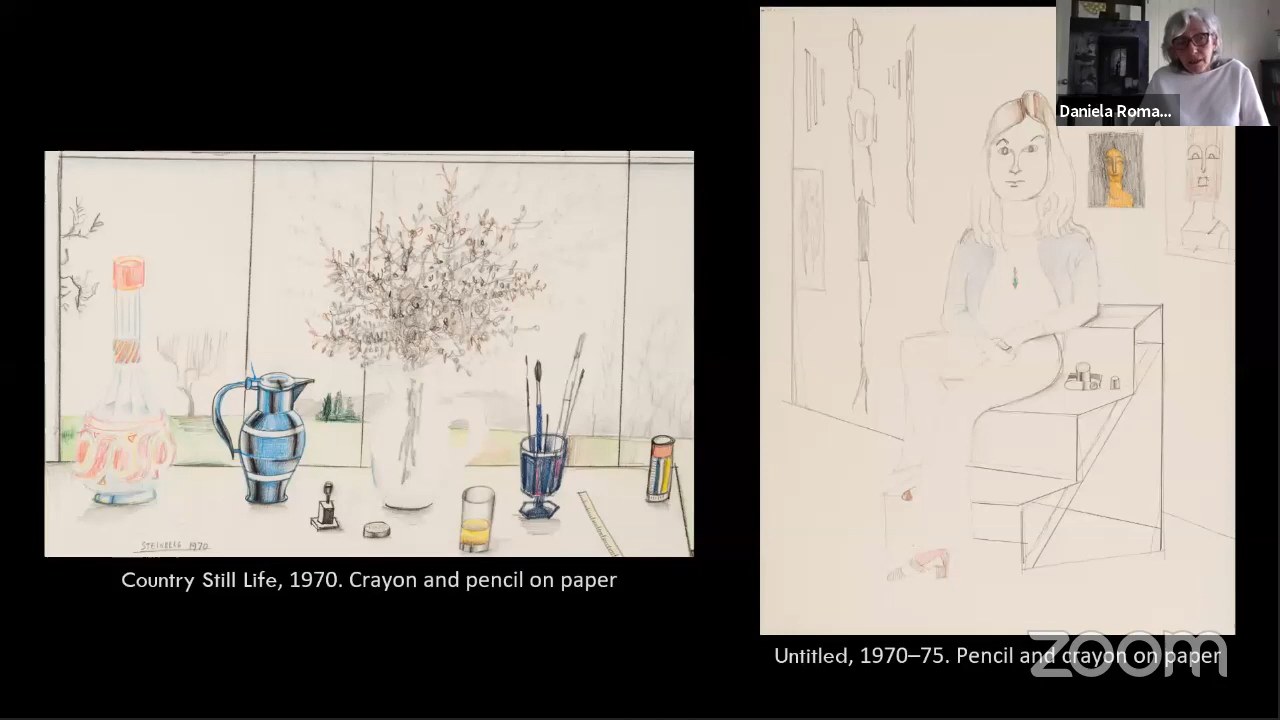 Daniela Roma...
STEINBERG 1970
Country Still Life, 1970. Crayon and pencil on paper
Untitled, 1970–75. Pencil and crayon on paper
zoom